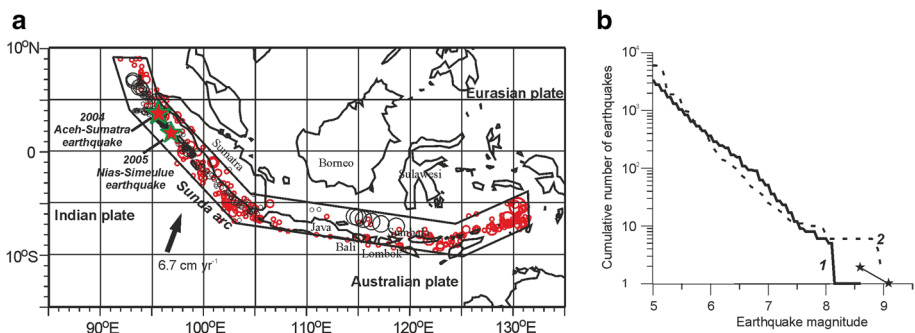 a
10°N
0
10°S
90°E
100°E
110°E
120°E
130°E
Eurasian plate
2004
Aceh-Sumatra
earthquake
2005
Nias-Simeulue
earthquake
Sumatra
Borneo
Sulawesi
Sunda arc
Indian plate
6.7 cm yr⁻¹
Java
Bali
Lombok
Australian plate
b
Cumulative number of earthquakes
10⁴
10³
10²
10
1
5
6
7
8
9
Earthquake magnitude
1
2